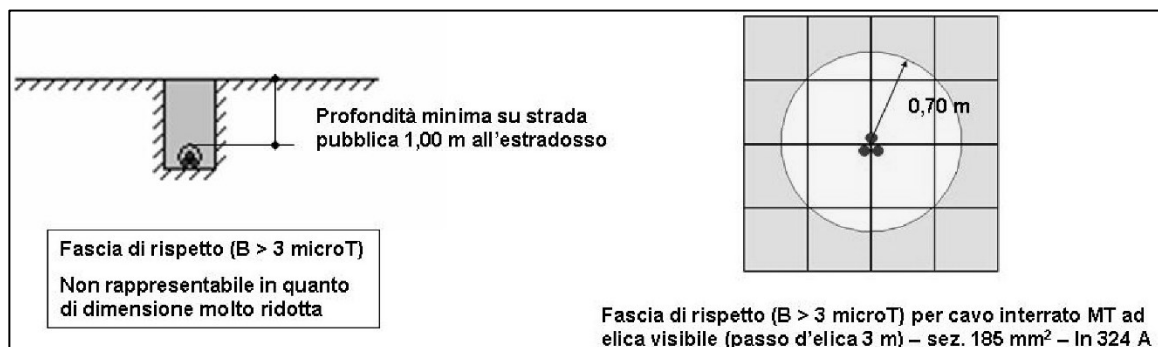 Profondità minima su strada
pubblica 1,00 m all'estradosso
0,70 m
Fascia di rispetto (B > 3 microT)
Non rappresentabile in quanto
di dimensione molto ridotta
Fascia di rispetto (B > 3 microT) per cavo interrato MT ad
elica visibile (passo d'elica 3 m) – sez. 185 mm² – In 324 A